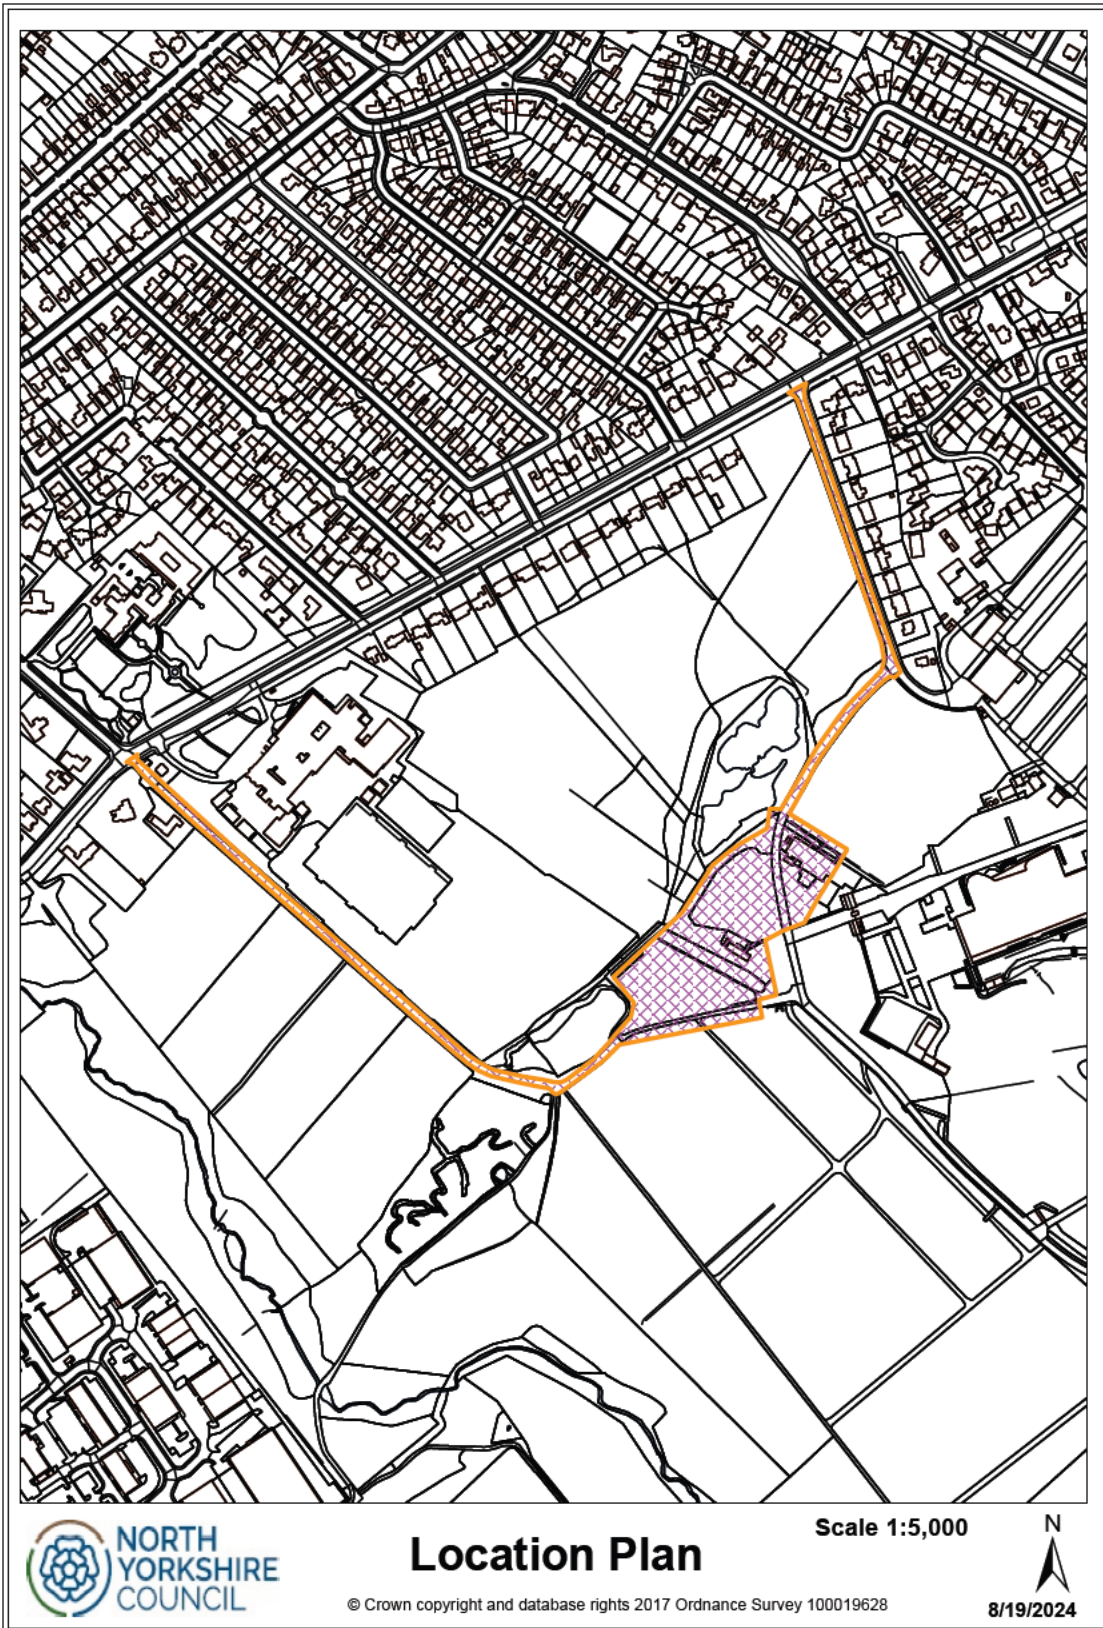 NORTH
YORKSHIRE
COUNCIL
Location Plan
Scale 1:5,000
N
© Crown copyright and database rights 2017 Ordnance Survey 100019628
8/19/2024